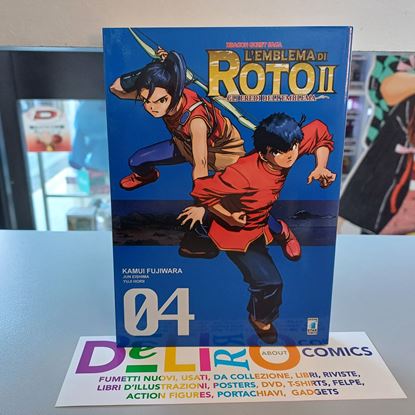 DRAGON QUEST SAGA
L'EMBLEMA DI
ROTO II
GLI EREDI DELL'EMBLEMA
KAMUI FUJIWARA
JUN EISHIMA
YUJI HORII
04
DeLIRIO
ABOUT
COMICS
FUMETTI NUOVI, USATI, DA COLLEZIONE, LIBRI, RIVISTE,
LIBRI D'ILLUSTRAZIONI, POSTERS, DVD, T-SHIRTS, FELPE,
ACTION FIGURES, PORTACHIAVI, GADGETS